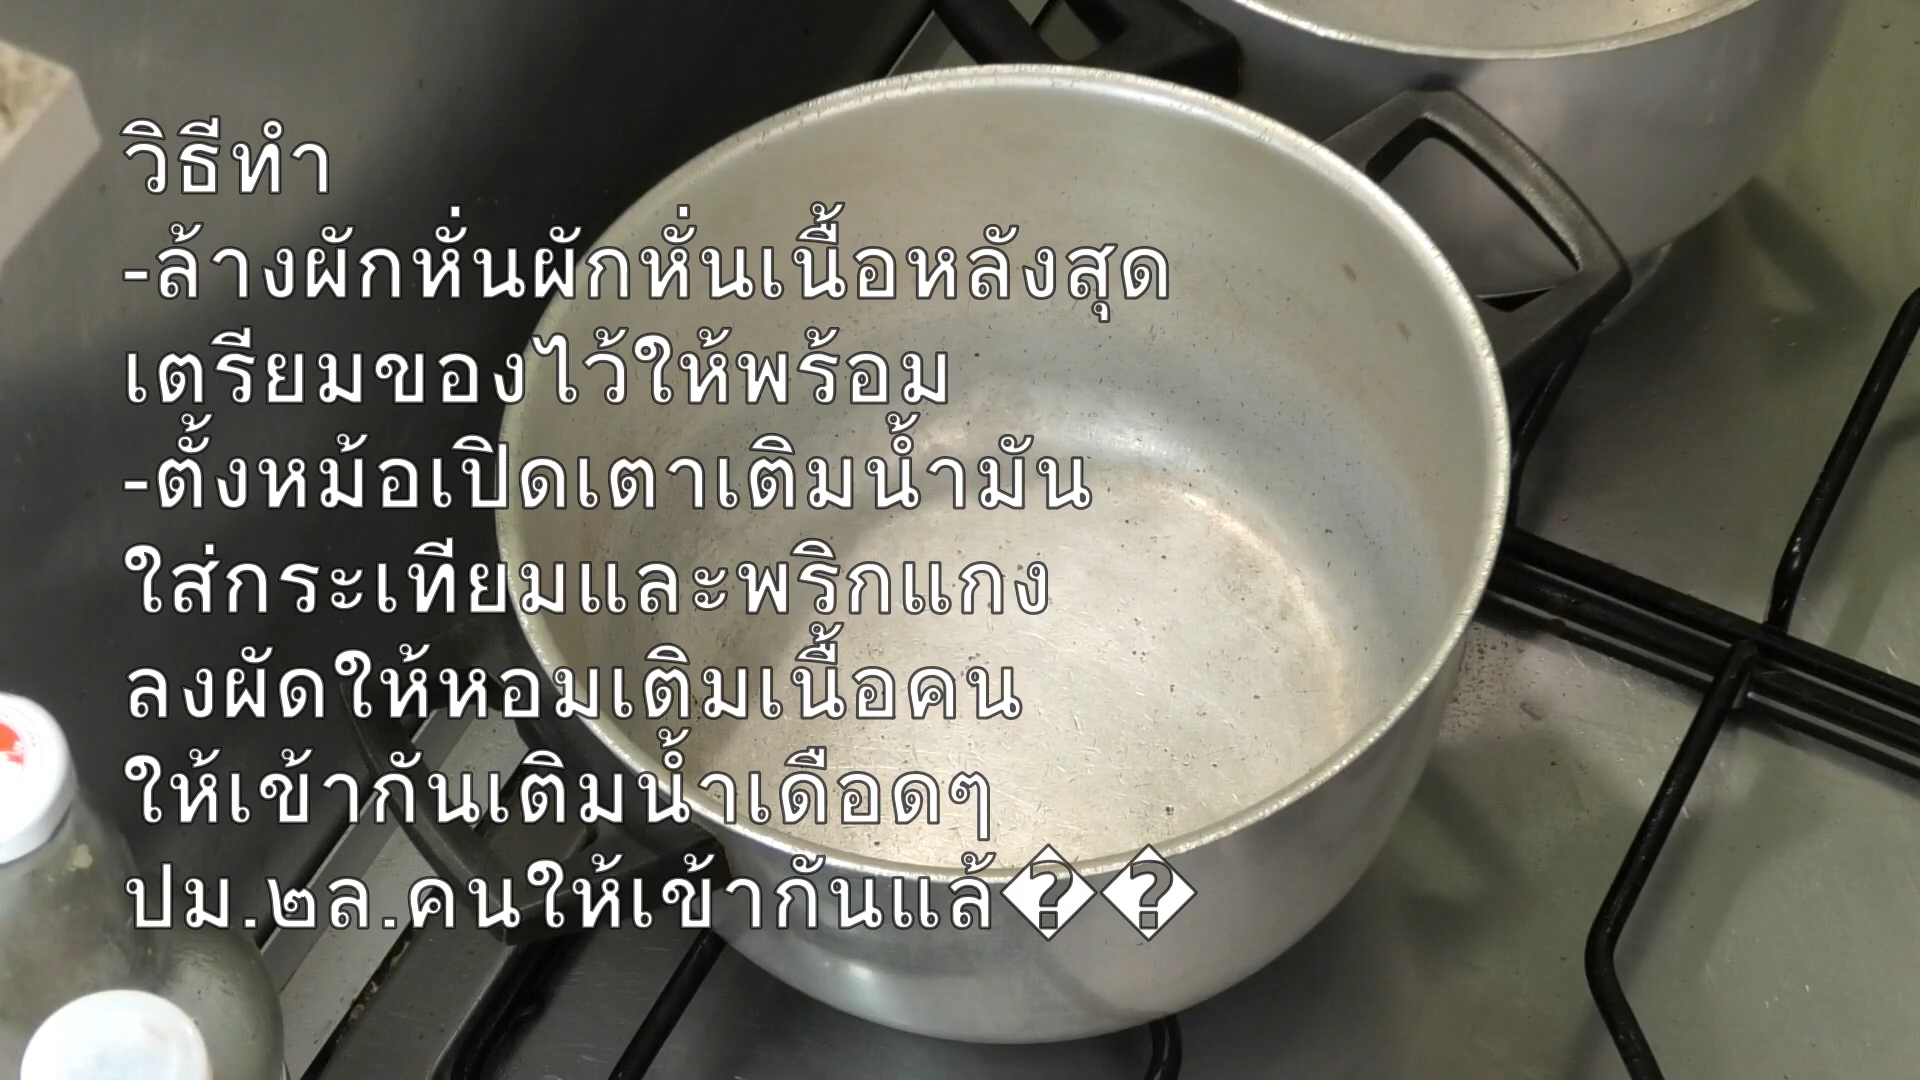 วิธีทำ
-ล้างผักหั่นผักหั่นเนื้อหลังสุด
เตรียมของไว้ให้พร้อม
-ตั้งหม้อเปิดเตาเติมน้ำมัน
ใส่กระเทียมและพริกแกง
ลงผัดให้หอมเติมเนื้อคน
ให้เข้ากันเติมน้ำเดือดๆ
ปม.๒ล.คนให้เข้ากันแล้��